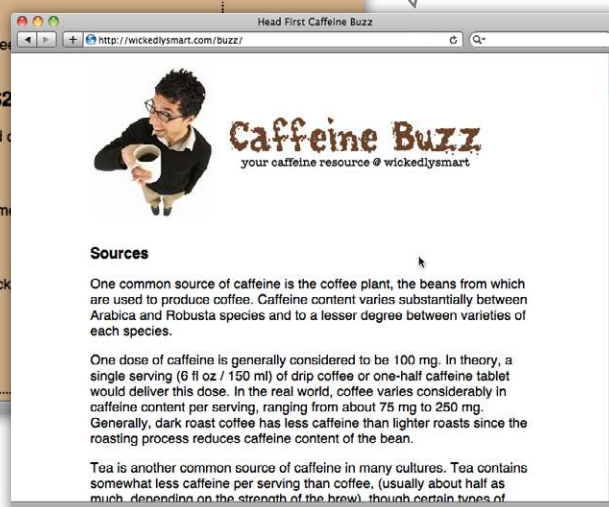 Head First Caffeine Buzz
http://wickedlysmart.com/buzz/
Caffeine Buzz
your caffeine resource @ wickedlysmart
Sources
One common source of caffeine is the coffee plant, the beans from which
are used to produce coffee. Caffeine content varies substantially between
Arabica and Robusta species and to a lesser degree between varieties of
each species.
One dose of caffeine is generally considered to be 100 mg. In theory, a
single serving (6 fl oz / 150 ml) of drip coffee or one-half caffeine tablet
would deliver this dose. In the real world, coffee varies considerably in
caffeine content per serving, ranging from about 75 mg to 250 mg.
Generally, dark roast coffee has less caffeine than lighter roasts since the
roasting process reduces caffeine content of the bean.
Tea is another common source of caffeine in many cultures. Tea contains
somewhat less caffeine per serving than coffee, (usually about half as
much, depending on the strength of the brew), though certain types of